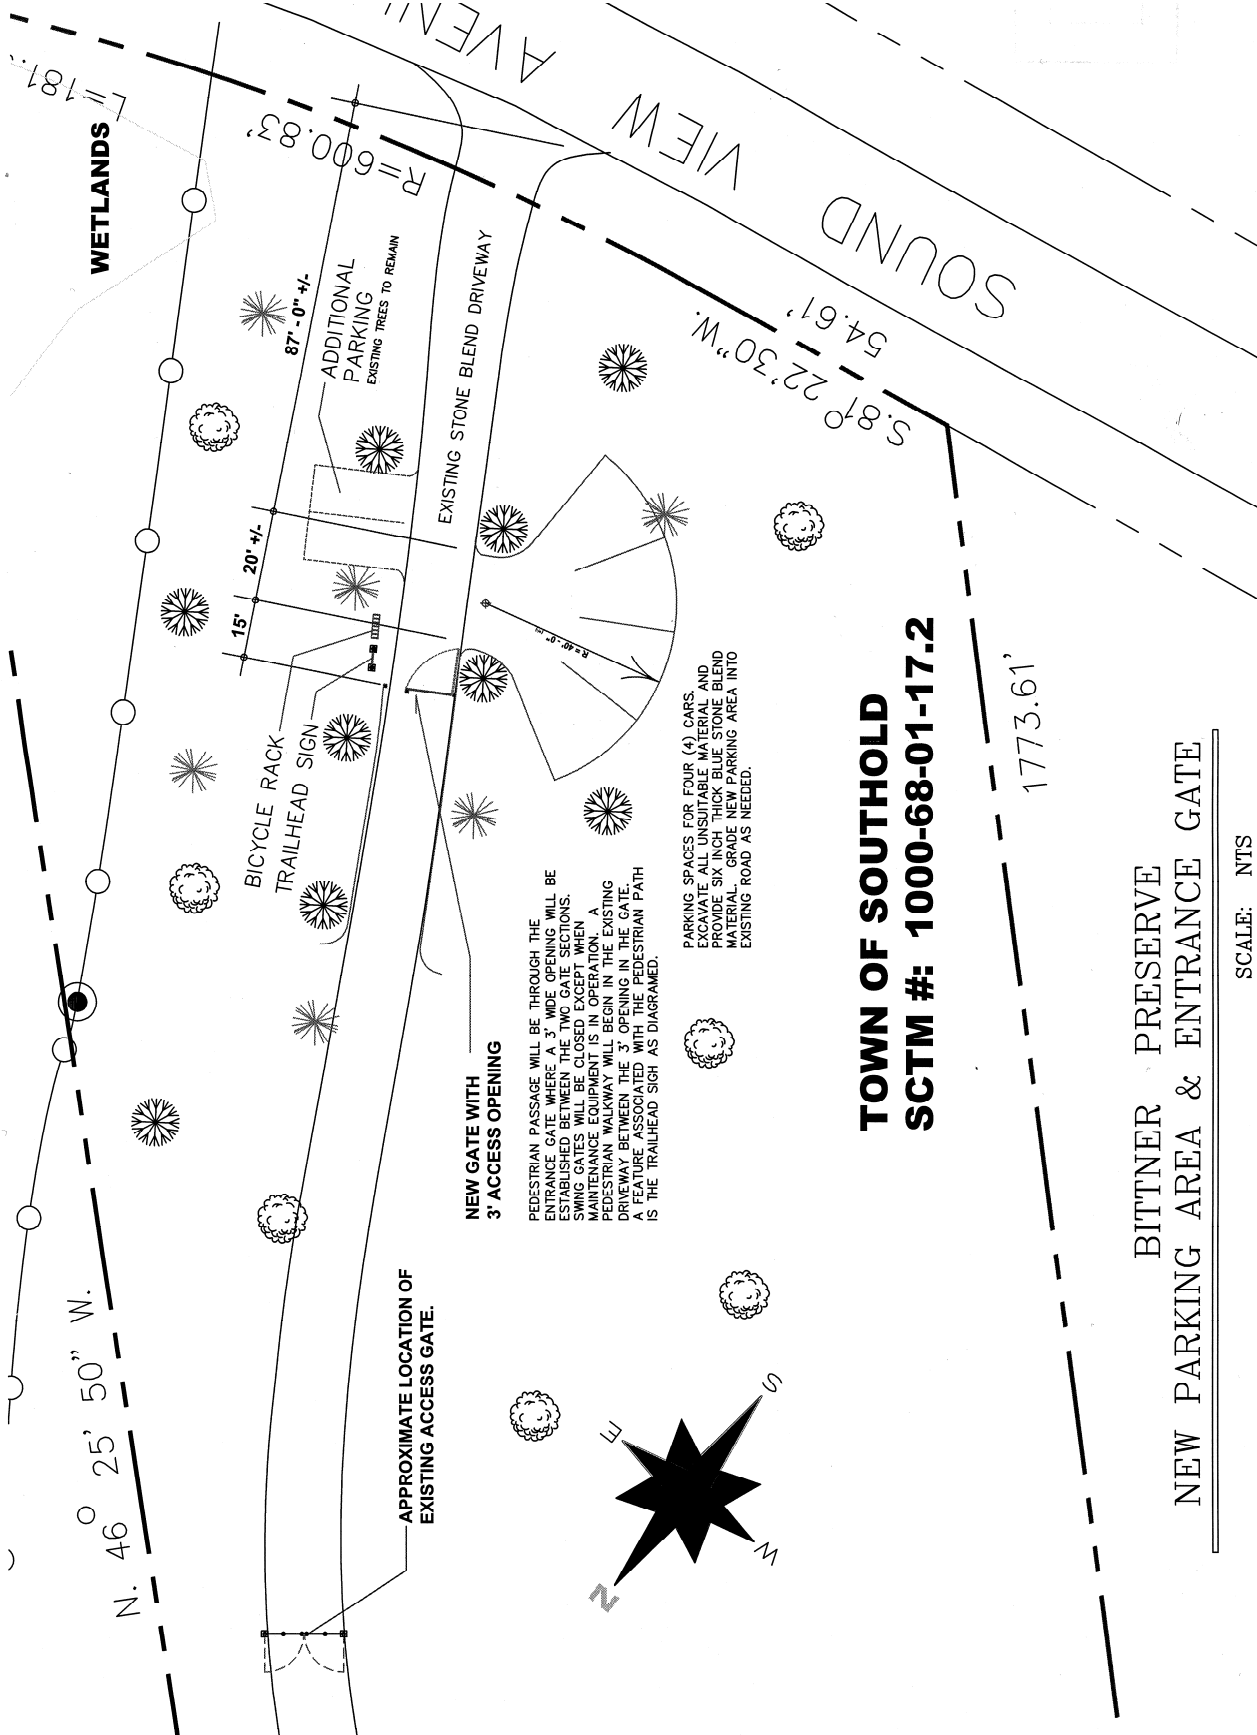 WETLANDS
L=181.
R=600.83'
SOUND VIEW
S.81° 22'30"W.
54.61'
87' - 0" +/-
20' +/-
15'
ADDITIONAL
PARKING
EXISTING TREES TO REMAIN
EXISTING STONE BLEND DRIVEWAY
BICYCLE RACK
TRAILHEAD SIGN
R = 40' - 0"
PARKING SPACES FOR FOUR (4) CARS.
EXCAVATE ALL UNSUITABLE MATERIAL AND
PROVIDE SIX INCH THICK BLUE STONE BLEND
MATERIAL. GRADE NEW PARKING AREA INTO
EXISTING ROAD AS NEEDED.
NEW GATE WITH
3' ACCESS OPENING
PEDESTRIAN PASSAGE WILL BE THROUGH THE
ENTRANCE GATE WHERE A 3' WIDE OPENING WILL BE
ESTABLISHED BETWEEN THE TWO GATE SECTIONS.
SWING GATES WILL BE CLOSED EXCEPT WHEN
MAINTENANCE EQUIPMENT IS IN OPERATION. A
PEDESTRIAN WALKWAY WILL BEGIN IN THE EXISTING
DRIVEWAY BETWEEN THE 3' OPENING IN THE GATE.
A FEATURE ASSOCIATED WITH THE PEDESTRIAN PATH
IS THE TRAILHEAD SIGH AS DIAGRAMED.
APPROXIMATE LOCATION OF
EXISTING ACCESS GATE.
N. 46° 25' 50" W.
N
E
S
W
TOWN OF SOUTHOLD
SCTM #: 1000-68-01-17.2
1773.61'
BITTNER PRESERVE
NEW PARKING AREA & ENTRANCE GATE
SCALE: NTS